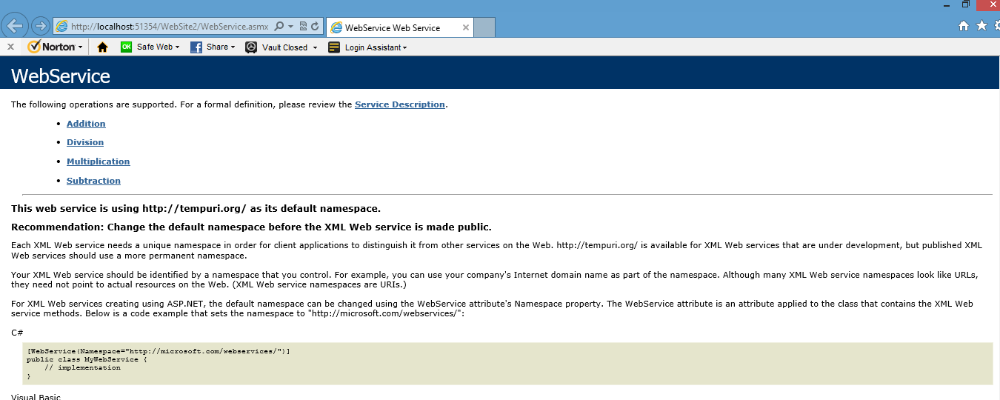 http://localhost:51354/WebSite2/WebService.asmx
WebService Web Service
X Norton Safe Web Share Vault Closed Login Assistant
OK
WebService
The following operations are supported. For a formal definition, please review the Service Description.
• Addition
• Division
• Multiplication
• Subtraction
This web service is using http://tempuri.org/ as its default namespace.
Recommendation: Change the default namespace before the XML Web service is made public.
Each XML Web service needs a unique namespace in order for client applications to distinguish it from other services on the Web. http://tempuri.org/ is available for XML Web services that are under development, but published XML
Web services should use a more permanent namespace.
Your XML Web service should be identified by a namespace that you control. For example, you can use your company's Internet domain name as part of the namespace. Although many XML Web service namespaces look like URLs,
they need not point to actual resources on the Web. (XML Web service namespaces are URIs.)
For XML Web services creating using ASP.NET, the default namespace can be changed using the WebService attribute's Namespace property. The WebService attribute is an attribute applied to the class that contains the XML Web
service methods. Below is a code example that sets the namespace to "http://microsoft.com/webservices/":
C#
[WebService(Namespace="http://microsoft.com/webservices/")]
public class MyWebService {
// implementation
}
Visual Basic